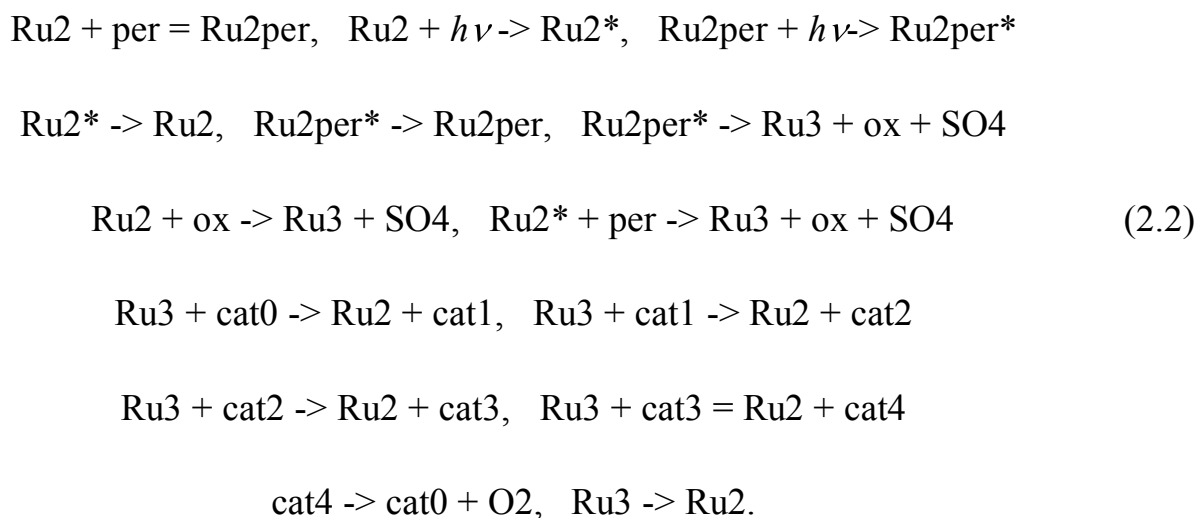 Ru2 + per = Ru2per, Ru2 + hν -> Ru2*, Ru2per + hν-> Ru2per*
Ru2* -> Ru2, Ru2per* -> Ru2per, Ru2per* -> Ru3 + ox + SO4
Ru2 + ox -> Ru3 + SO4, Ru2* + per -> Ru3 + ox + SO4 (2.2)
Ru3 + cat0 -> Ru2 + cat1, Ru3 + cat1 -> Ru2 + cat2
Ru3 + cat2 -> Ru2 + cat3, Ru3 + cat3 = Ru2 + cat4
cat4 -> cat0 + O2, Ru3 -> Ru2.